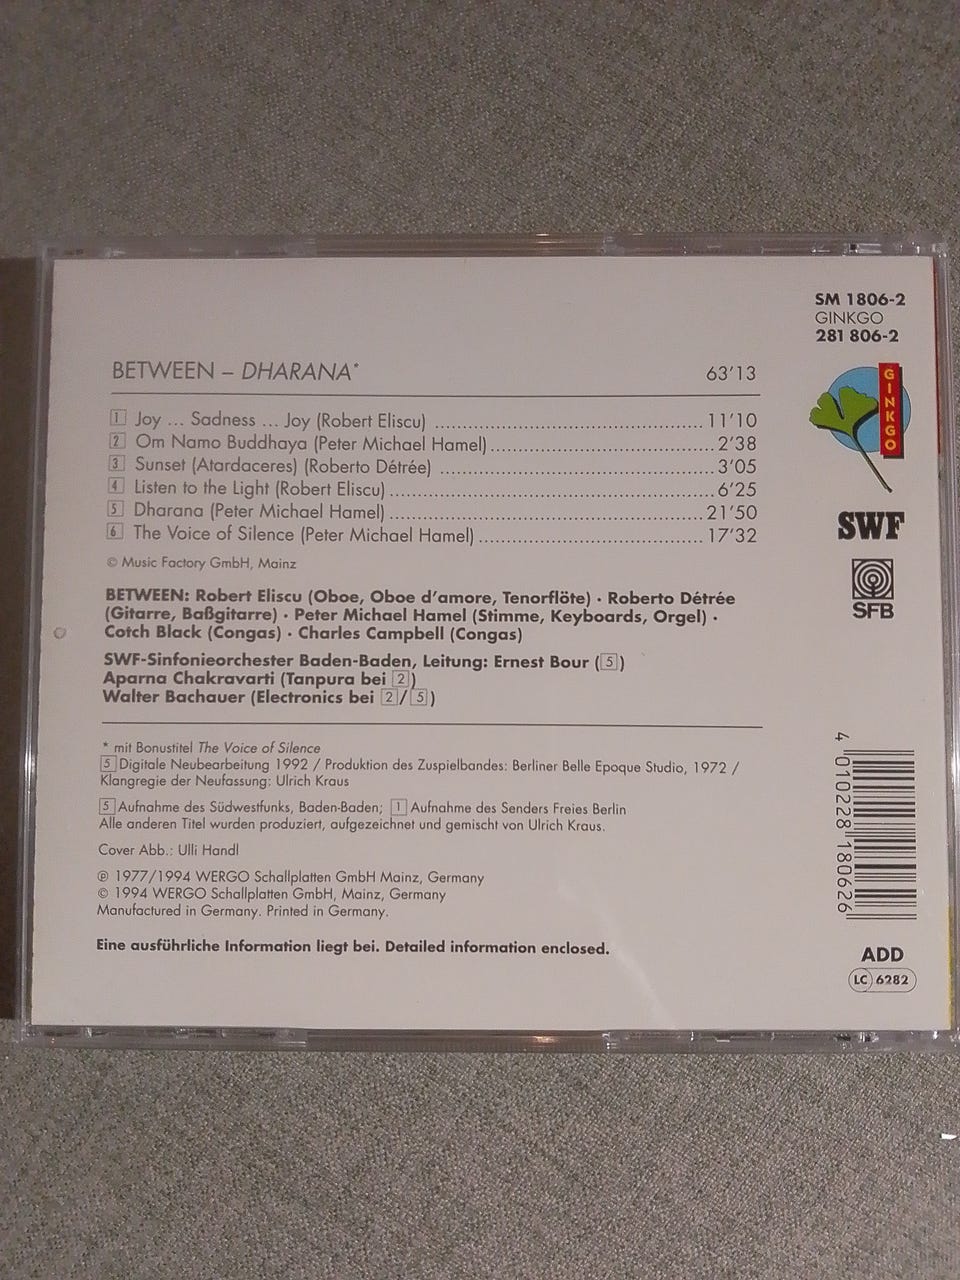 SM 1806-2
GINKGO
281 806-2
GINKGO
BETWEEN – DHARANA* 63'13
1 Joy ... Sadness ... Joy (Robert Eliscu) 11'10
2 Om Namo Buddhaya (Peter Michael Hamel) 2'38
3 Sunset (Atardaceres) (Roberto Détrée) 3'05
4 Listen to the Light (Robert Eliscu) 6'25
5 Dharana (Peter Michael Hamel) 21'50
6 The Voice of Silence (Peter Michael Hamel) 17'32
SWF
© Music Factory GmbH, Mainz
SFB
BETWEEN: Robert Eliscu (Oboe, Oboe d'amore, Tenorflöte) · Roberto Détrée
(Gitarre, Baßgitarre) · Peter Michael Hamel (Stimme, Keyboards, Orgel) ·
Cotch Black (Congas) · Charles Campbell (Congas)
SWF-Sinfonieorchester Baden-Baden, Leitung: Ernest Bour (5)
Aparna Chakravarti (Tanpura bei 2)
Walter Bachauer (Electronics bei 2/5)
* mit Bonustitel The Voice of Silence
5 Digitale Neubearbeitung 1992 / Produktion des Zuspielbandes: Berliner Belle Epoque Studio, 1972 /
Klangregie der Neufassung: Ulrich Kraus
5 Aufnahme des Südwestfunks, Baden-Baden; 1 Aufnahme des Senders Freies Berlin
Alle anderen Titel wurden produziert, aufgezeichnet und gemischt von Ulrich Kraus.
Cover Abb.: Ulli Handl
℗ 1977/1994 WERGO Schallplatten GmbH Mainz, Germany
© 1994 WERGO Schallplatten GmbH, Mainz, Germany
Manufactured in Germany. Printed in Germany.
Eine ausführliche Information liegt bei. Detailed information enclosed.
4 010228 180626
ADD
LC 6282